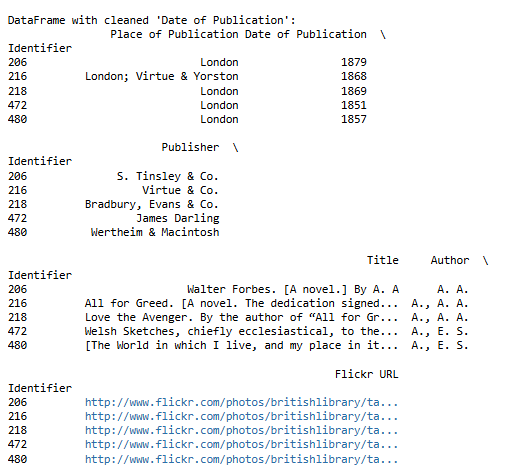 DataFrame with cleaned 'Date of Publication':
Place of Publication Date of Publication \
Identifier
206 London 1879
216 London; Virtue & Yorston 1868
218 London 1869
472 London 1851
480 London 1857
Publisher \
Identifier
206 S. Tinsley & Co.
216 Virtue & Co.
218 Bradbury, Evans & Co.
472 James Darling
480 Wertheim & Macintosh
Title Author \
Identifier
206 Walter Forbes. [A novel.] By A. A A. A.
216 All for Greed. [A novel. The dedication signed... A., A. A.
218 Love the Avenger. By the author of “All for Gr... A., A. A.
472 Welsh Sketches, chiefly ecclesiastical, to the... A., E. S.
480 [The World in which I live, and my place in it... A., E. S.
Flickr URL
Identifier
206 http://www.flickr.com/photos/britishlibrary/ta...
216 http://www.flickr.com/photos/britishlibrary/ta...
218 http://www.flickr.com/photos/britishlibrary/ta...
472 http://www.flickr.com/photos/britishlibrary/ta...
480 http://www.flickr.com/photos/britishlibrary/ta...